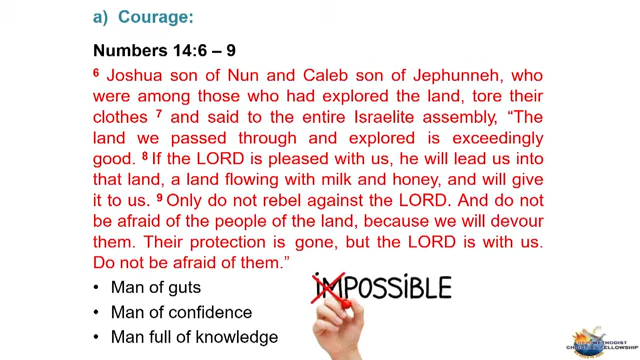 a) Courage:
Numbers 14:6 – 9
6 Joshua son of Nun and Caleb son of Jephunneh, who
were among those who had explored the land, tore their
clothes 7 and said to the entire Israelite assembly, “The
land we passed through and explored is exceedingly
good. 8 If the LORD is pleased with us, he will lead us into
that land, a land flowing with milk and honey, and will give
it to us. 9 Only do not rebel against the LORD. And do not
be afraid of the people of the land, because we will devour
them. Their protection is gone, but the LORD is with us.
Do not be afraid of them.”
• Man of guts
iMPOSSiBLE
• Man of confidence
• Man full of knowledge
METHODIST
FELLOWSHIP